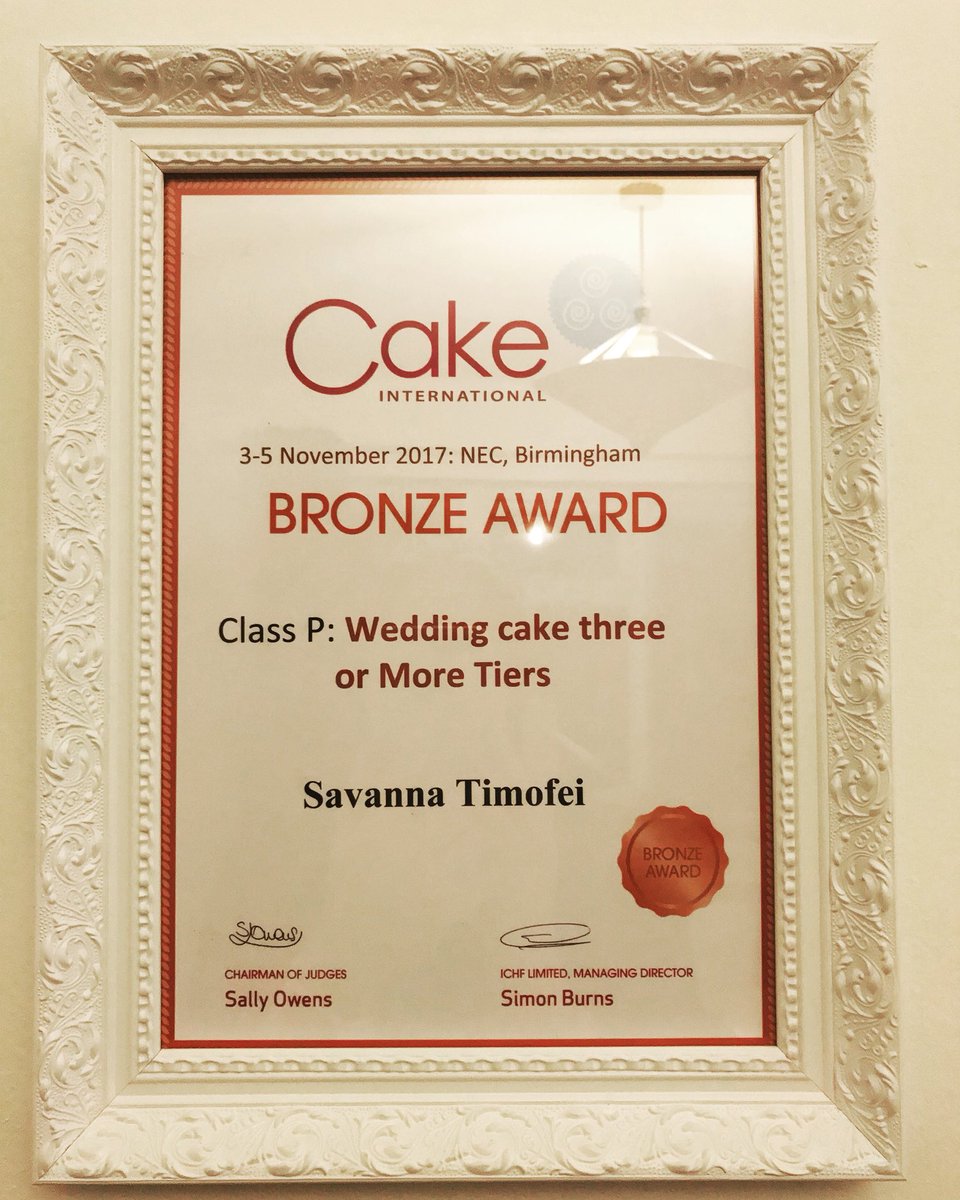 Cake
INTERNATIONAL
3-5 November 2017: NEC, Birmingham
BRONZE AWARD
Class P: Wedding cake three
or More Tiers
Savanna Timofei
BRONZE
AWARD
SJOwens
CHAIRMAN OF JUDGES
Sally Owens
ICHF LIMITED, MANAGING DIRECTOR
Simon Burns